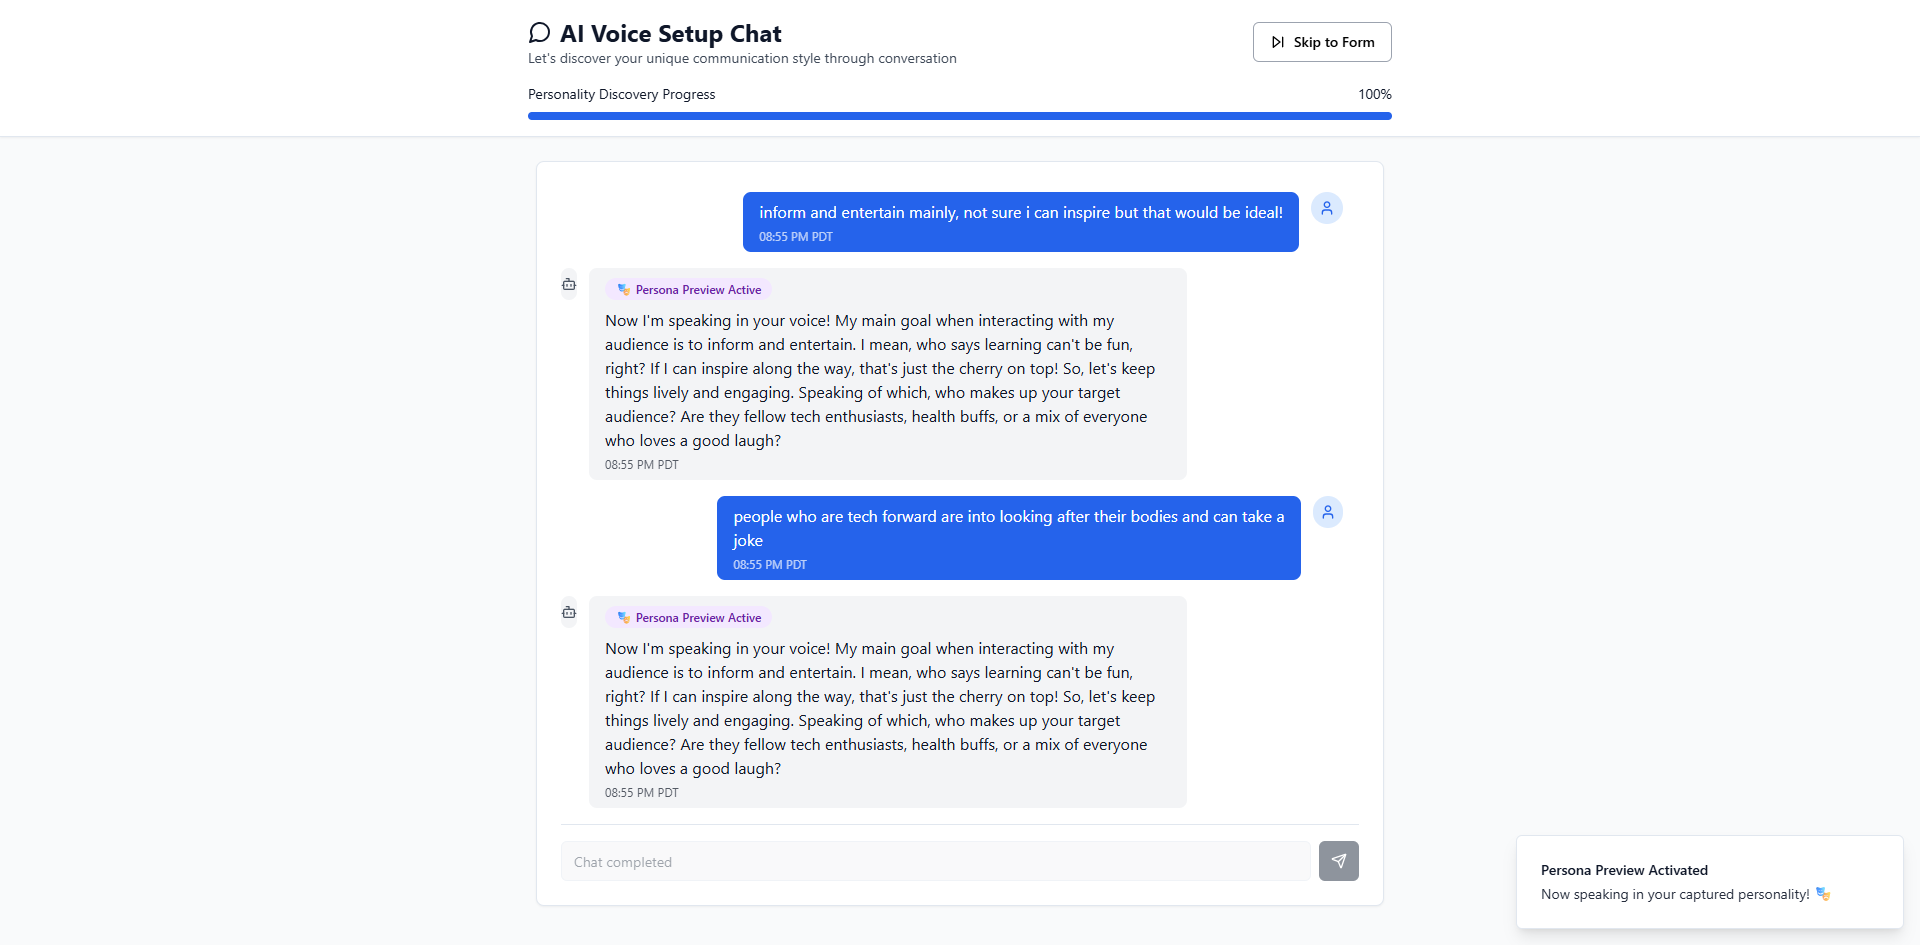 AI Voice Setup Chat
Let's discover your unique communication style through conversation
Skip to Form
Personality Discovery Progress
100%
inform and entertain mainly, not sure i can inspire but that would be ideal!
08:55 PM PDT
🎭 Persona Preview Active
Now I'm speaking in your voice! My main goal when interacting with my
audience is to inform and entertain. I mean, who says learning can't be fun,
right? If I can inspire along the way, that's just the cherry on top! So, let's keep
things lively and engaging. Speaking of which, who makes up your target
audience? Are they fellow tech enthusiasts, health buffs, or a mix of everyone
who loves a good laugh?
08:55 PM PDT
people who are tech forward are into looking after their bodies and can take a
joke
08:55 PM PDT
🎭 Persona Preview Active
Now I'm speaking in your voice! My main goal when interacting with my
audience is to inform and entertain. I mean, who says learning can't be fun,
right? If I can inspire along the way, that's just the cherry on top! So, let's keep
things lively and engaging. Speaking of which, who makes up your target
audience? Are they fellow tech enthusiasts, health buffs, or a mix of everyone
who loves a good laugh?
08:55 PM PDT
Chat completed
Persona Preview Activated
Now speaking in your captured personality! 🎭